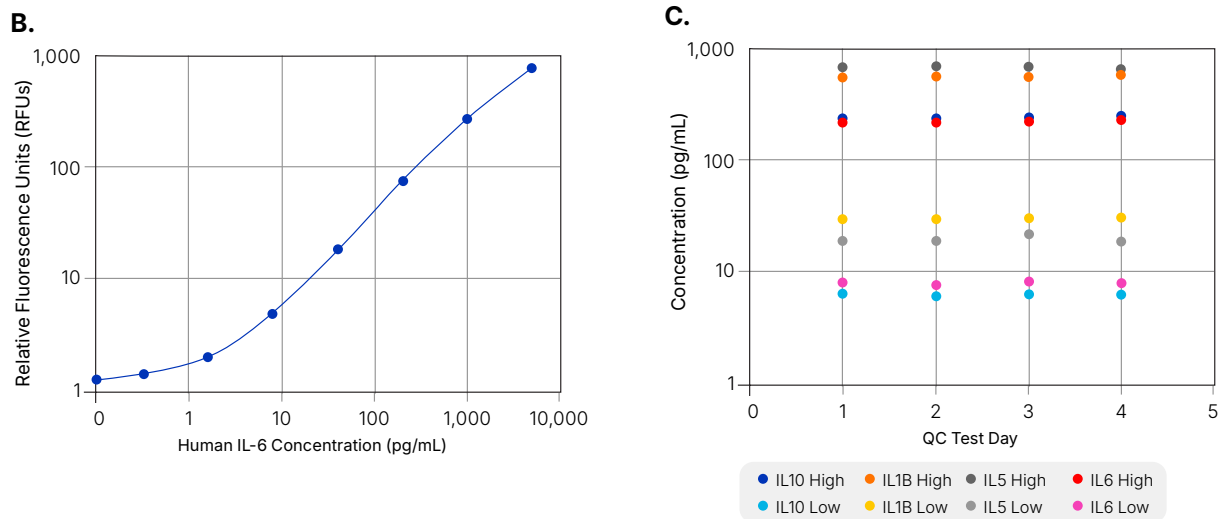 B.
1,000
100
10
1
Relative Fluorescence Units (RFUs)
0 1 10 100 1,000 10,000
Human IL-6 Concentration (pg/mL)
C.
1,000
100
10
1
Concentration (pg/mL)
0 1 2 3 4 5
QC Test Day
IL10 High IL1B High IL5 High IL6 High
IL10 Low IL1B Low IL5 Low IL6 Low